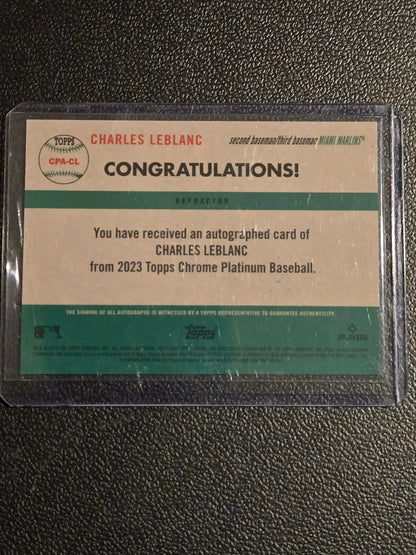 TOPPS
CPA-CL
CHARLES LEBLANC
second baseman/third baseman MIAMI MARLINS®
CONGRATULATIONS!
REFRACTOR
You have received an autographed card of
CHARLES LEBLANC
from 2023 Topps Chrome Platinum Baseball.
THE SIGNING OF ALL AUTOGRAPHS IS WITNESSED BY A TOPPS REPRESENTATIVE TO GUARANTEE AUTHENTICITY.
TOPPS
PLAYERS